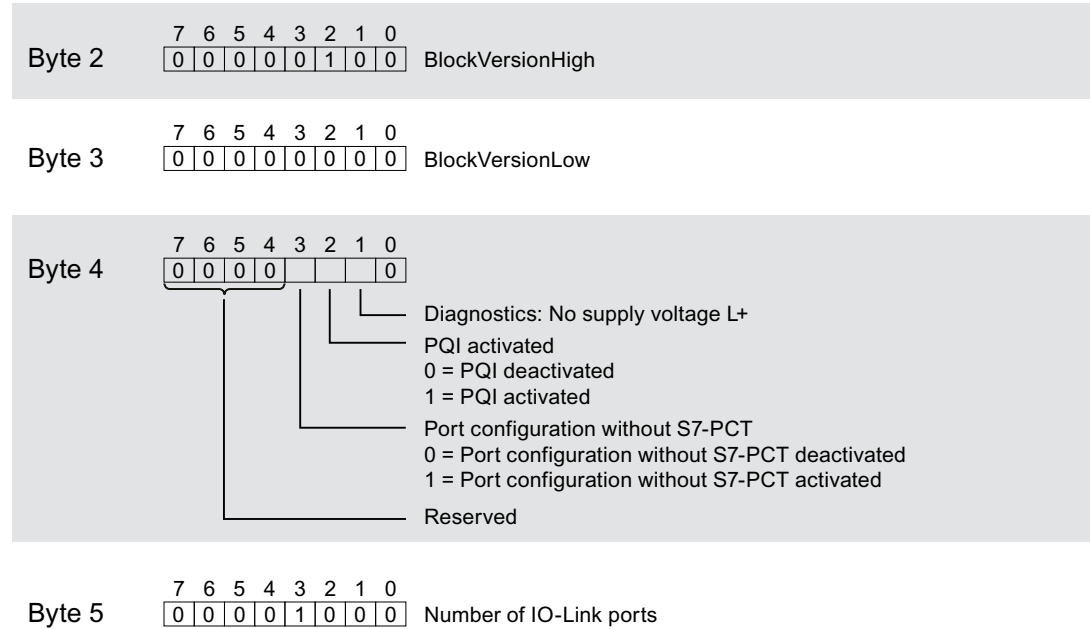 7 6 5 4 3 2 1 0
Byte 2 0 0 0 0 0 1 0 0 BlockVersionHigh
7 6 5 4 3 2 1 0
Byte 3 0 0 0 0 0 0 0 0 BlockVersionLow
7 6 5 4 3 2 1 0
Byte 4 0 0 0 0 0
Diagnostics: No supply voltage L+
PQI activated
0 = PQI deactivated
1 = PQI activated
Port configuration without S7-PCT
0 = Port configuration without S7-PCT deactivated
1 = Port configuration without S7-PCT activated
Reserved
7 6 5 4 3 2 1 0
Byte 5 0 0 0 0 1 0 0 0 Number of IO-Link ports